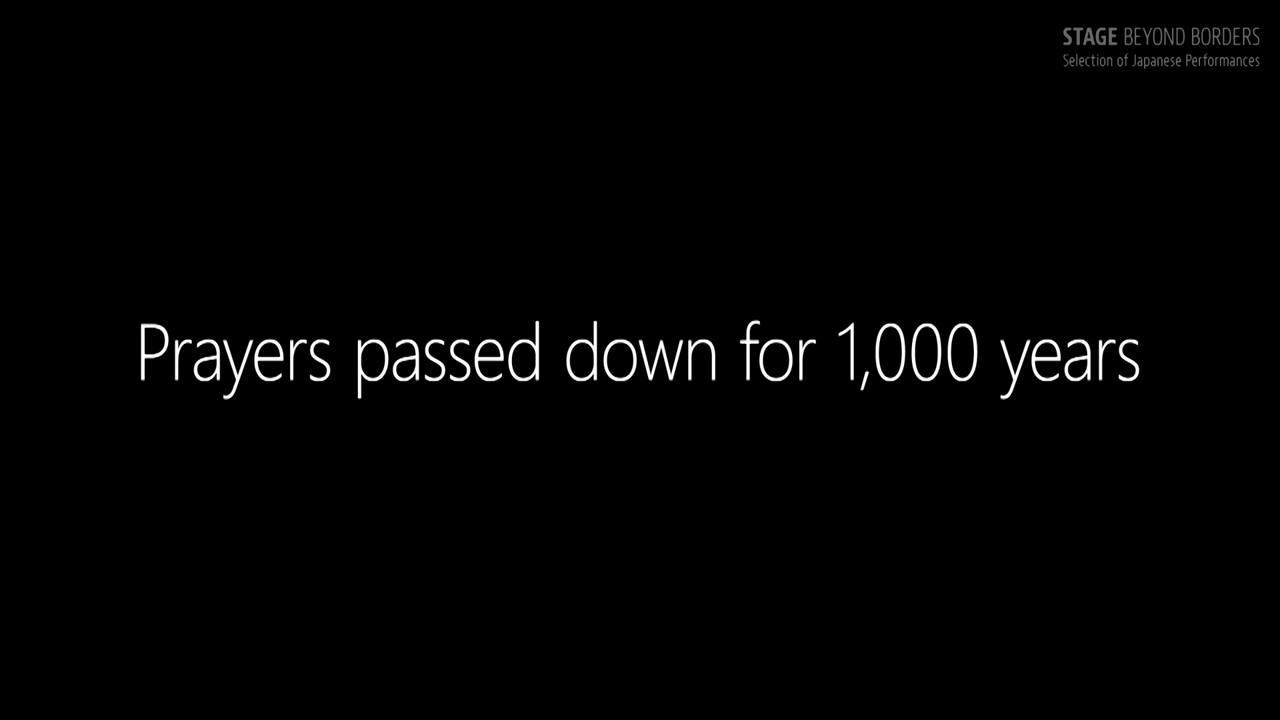 STAGE BEYOND BORDERS
Selection of Japanese Performances
Prayers passed down for 1,000 years